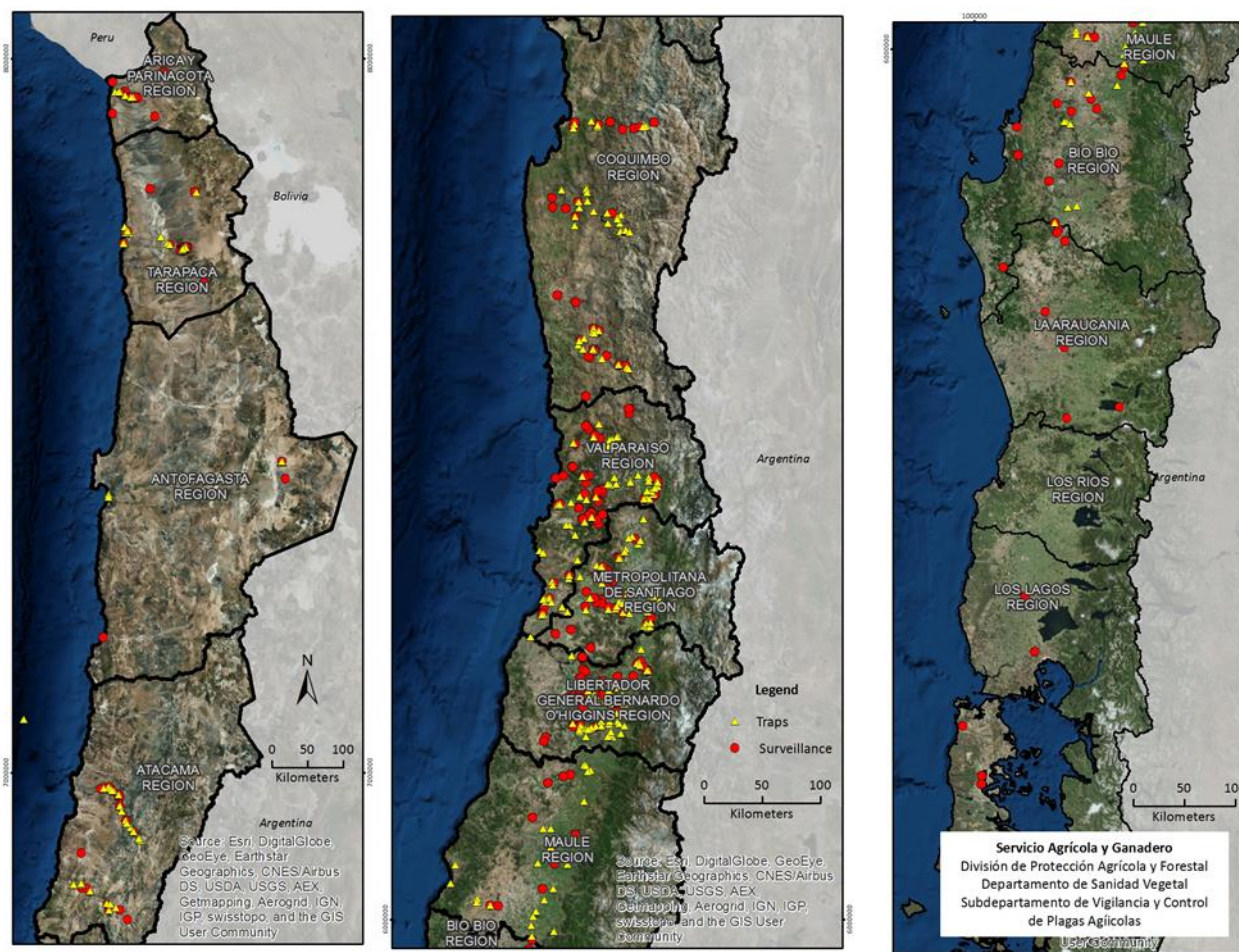 Peru
8000000
ARICA Y
PARINACOTA
REGION
Bolivia
TARAPACA
REGION
ANTOFAGASTA
REGION
N
0 50 100
Kilometers
ATACAMA
REGION
7000000
Argentina
Source: Esri, DigitalGlobe,
GeoEye, Earthstar
Geographics, CNES/Airbus
DS, USDA, USGS, AEX,
Getmapping, Aerogrid, IGN,
IGP, swisstopo, and the GIS
User Community
COQUIMBO
REGION
VALPARAISO
REGION
Argentina
METROPOLITANA
DE SANTIAGO
REGION
LIBERTADOR
GENERAL BERNARDO
O'HIGGINS REGION
Legend
Traps
Surveillance
0 50 100
Kilometers
MAULE
REGION
Source: Esri, DigitalGlobe, GeoEye,
Earthstar Geographics, CNES/Airbus
DS, USDA, USGS, AEX,
Getmapping, Aerogrid, IGN, IGP,
swisstopo, and the GIS User
Community
BIO BIO
REGION
100000
MAULE
REGION
BIO BIO
REGION
LA ARAUCANIA
REGION
LOS RIOS
REGION
Argentina
LOS LAGOS
REGION
0 50 100
Kilometers
Servicio Agrícola y Ganadero
División de Protección Agrícola y Forestal
Departamento de Sanidad Vegetal
Subdepartamento de Vigilancia y Control
de Plagas Agíicolas
User Community